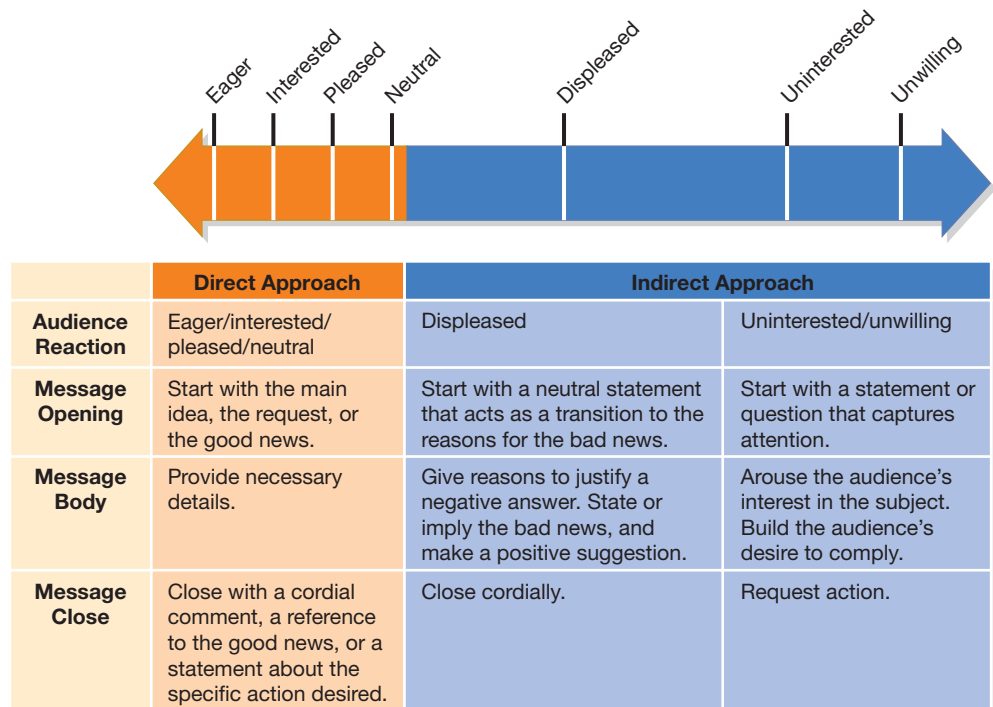 Eager
Interested
Pleased
Neutral
Displeased
Uninterested
Unwilling
Direct Approach
Indirect Approach
Audience
Reaction
Eager/interested/
pleased/neutral
Displeased
Uninterested/unwilling
Message
Opening
Start with the main
idea, the request, or
the good news.
Start with a neutral statement
that acts as a transition to the
reasons for the bad news.
Start with a statement or
question that captures
attention.
Message
Body
Provide necessary
details.
Give reasons to justify a
negative answer. State or
imply the bad news, and
make a positive suggestion.
Arouse the audience’s
interest in the subject.
Build the audience’s
desire to comply.
Message
Close
Close with a cordial
comment, a reference
to the good news, or a
statement about the
specific action desired.
Close cordially.
Request action.